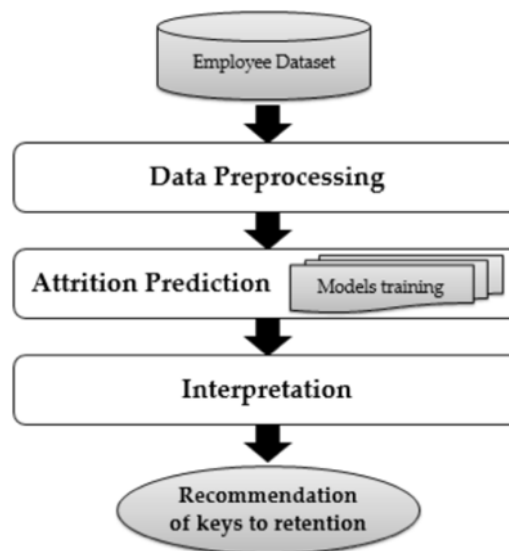 Employee Dataset
Data Preprocessing
Attrition Prediction
Models training
Interpretation
Recommendation
of keys to retention